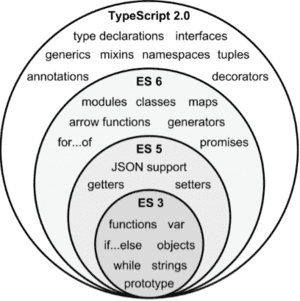 TypeScript 2.0
type declarations interfaces
generics mixins namespaces tuples
annotations decorators
ES 6
modules classes maps
arrow functions generators
for...of promises
ES 5
JSON support
getters setters
ES 3
functions var
if...else objects
while strings
prototype